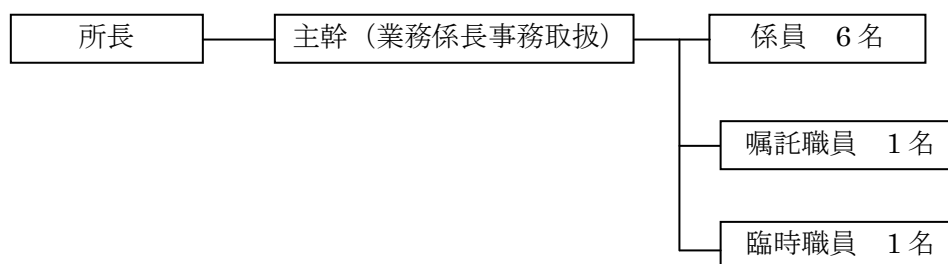 所長
主幹（業務係長事務取扱）
係員　6名
嘱託職員　1名
臨時職員　1名